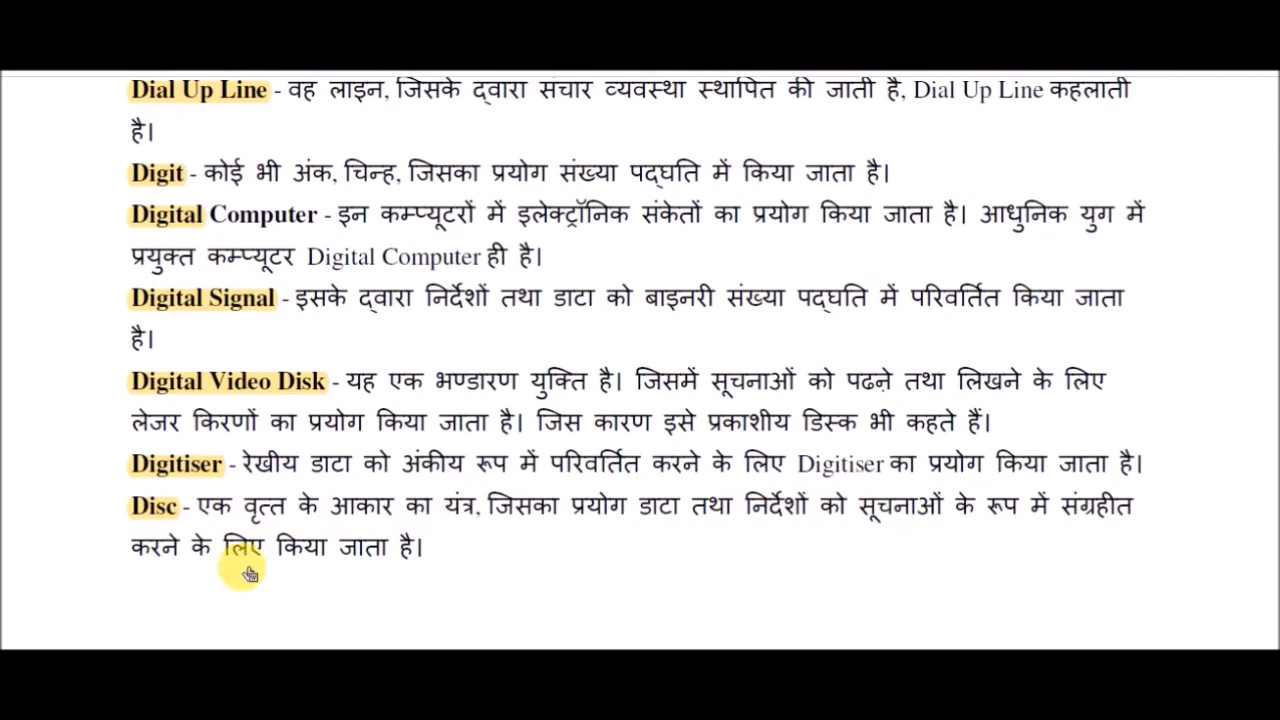 Dial Up Line - वह लाइन, जिसके द्वारा संचार व्यवस्था स्थापित की जाती है, Dial Up Line कहलाती
है।
Digit - कोई भी अंक, चिन्ह, जिसका प्रयोग संख्या पद्घति में किया जाता है।
Digital Computer - इन कम्प्यूटरों में इलेक्ट्रॉनिक संकेतों का प्रयोग किया जाता है। आधुनिक युग में
प्रयुक्त कम्प्यूटर Digital Computer ही है।
Digital Signal - इसके द्वारा निर्देशों तथा डाटा को बाइनरी संख्या पद्घति में परिवर्तित किया जाता
है।
Digital Video Disk - यह एक भण्डारण युक्ति है। जिसमें सूचनाओं को पढऩे तथा लिखने के लिए
लेजर किरणों का प्रयोग किया जाता है। जिस कारण इसे प्रकाशीय डिस्क भी कहते हैं।
Digitiser - रेखीय डाटा को अंकीय रूप में परिवर्तित करने के लिए Digitiser का प्रयोग किया जाता है।
Disc - एक वृत्त के आकार का यंत्र, जिसका प्रयोग डाटा तथा निर्देशों को सूचनाओं के रूप में संग्रहीत
करने के लिए किया जाता है।